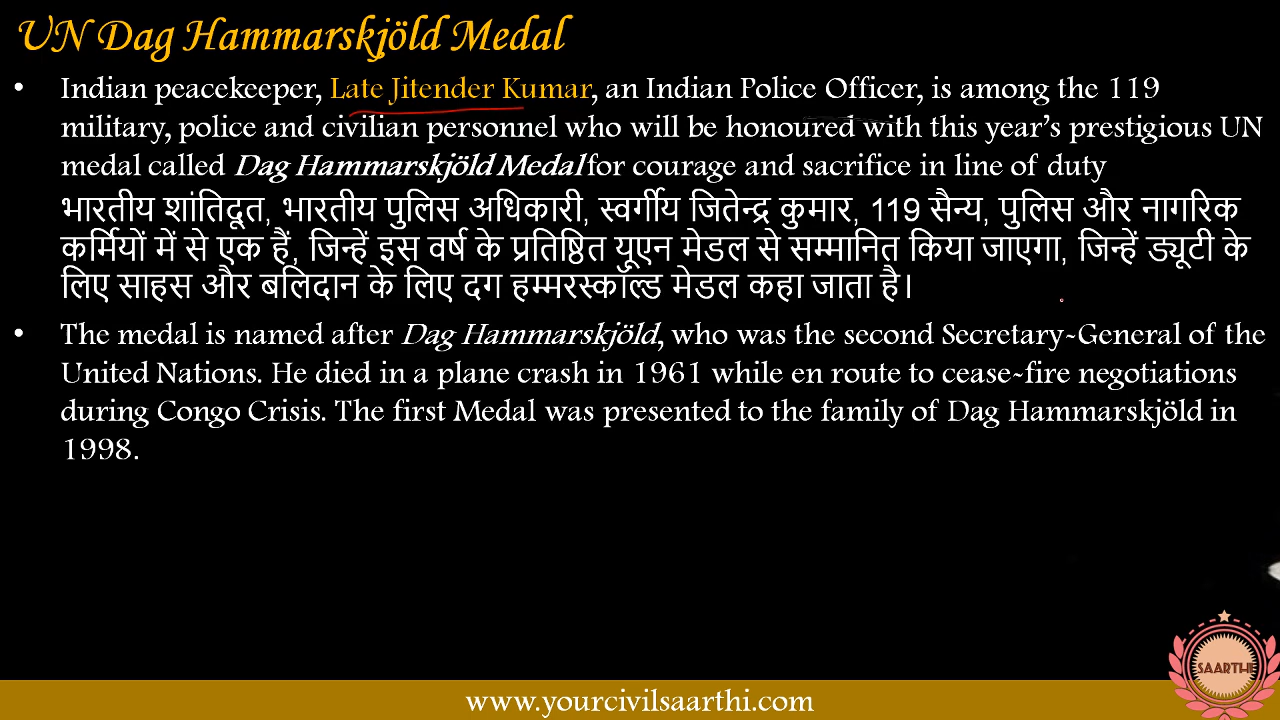 UN Dag Hammarskjöld Medal
• Indian peacekeeper, Late Jitender Kumar, an Indian Police Officer, is among the 119
military, police and civilian personnel who will be honoured with this year's prestigious UN
medal called Dag Hammarskjöld Medal for courage and sacrifice in line of duty
भारतीय शांतिदूत, भारतीय पुलिस अधिकारी, स्वर्गीय जितेन्द्र कुमार, 119 सैन्य, पुलिस और नागरिक
कर्मियों में से एक हैं, जिन्हें इस वर्ष के प्रतिष्ठित यूएन मेडल से सम्मानित किया जाएगा, जिन्हें ड्यूटी के
लिए साहस और बलिदान के लिए दग हम्मरस्कॉल्ड मेडल कहा जाता है।
• The medal is named after Dag Hammarskjöld, who was the second Secretary-General of the
United Nations. He died in a plane crash in 1961 while en route to cease-fire negotiations
during Congo Crisis. The first Medal was presented to the family of Dag Hammarskjöld in
1998.
SAARTHI
www.yourcivilsaarthi.com